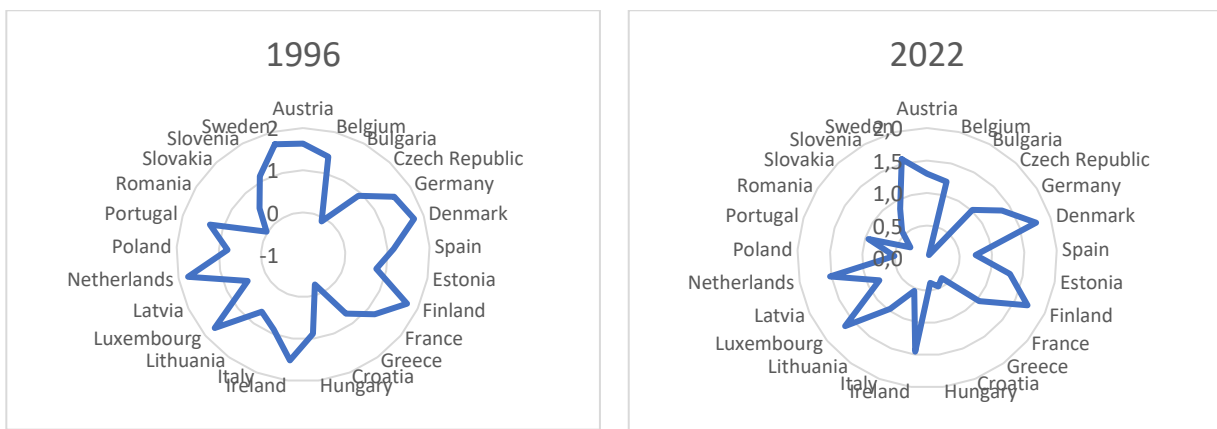 1996
Austria
Belgium
Bulgaria
Czech Republic
Germany
Denmark
Spain
Estonia
Finland
France
Greece
Croatia
Hungary
Ireland
Italy
Lithuania
Luxembourg
Latvia
Netherlands
Poland
Portugal
Romania
Slovakia
Slovenia
Sweden
2
1
0
-1
2022
Austria
Belgium
Bulgaria
Czech Republic
Germany
Denmark
Spain
Estonia
Finland
France
Greece
Croatia
Hungary
Ireland
Italy
Lithuania
Luxembourg
Latvia
Netherlands
Poland
Portugal
Romania
Slovakia
Slovenia
Sweden
2,0
1,5
1,0
0,5
0,0